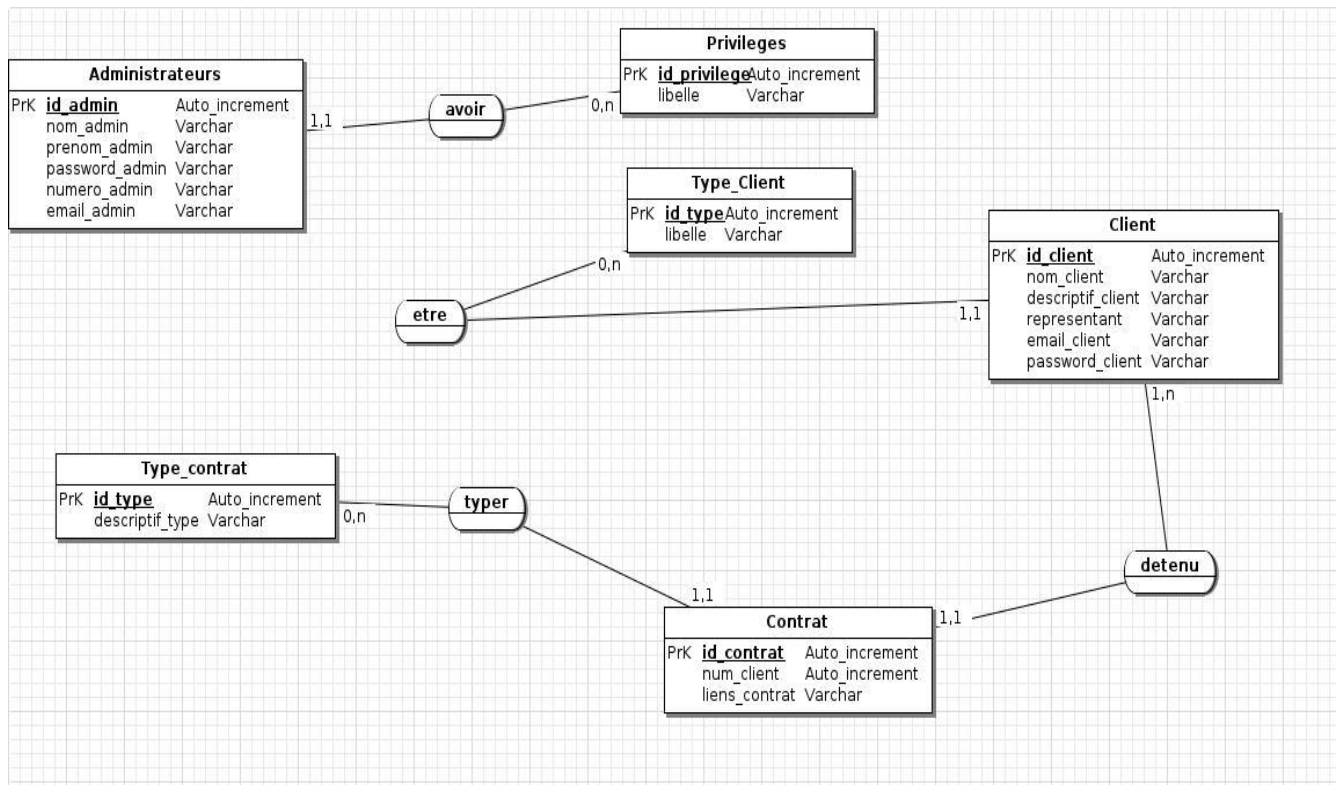 Administrateurs
PrK id_admin Auto_increment
nom_admin Varchar
prenom_admin Varchar
password_admin Varchar
numero_admin Varchar
email_admin Varchar
1,1
avoir
0,n
Privileges
PrK id_privilege Auto_increment
libelle Varchar
Type_Client
PrK id_type Auto_increment
libelle Varchar
0,n
etre
1,1
Client
PrK id_client Auto_increment
nom_client Varchar
descriptif_client Varchar
representant Varchar
email_client Varchar
password_client Varchar
1,n
Type_contrat
PrK id_type Auto_increment
descriptif_type Varchar
0,n
typer
1,1
detenu
1,1
Contrat
PrK id_contrat Auto_increment
num_client Auto_increment
liens_contrat Varchar